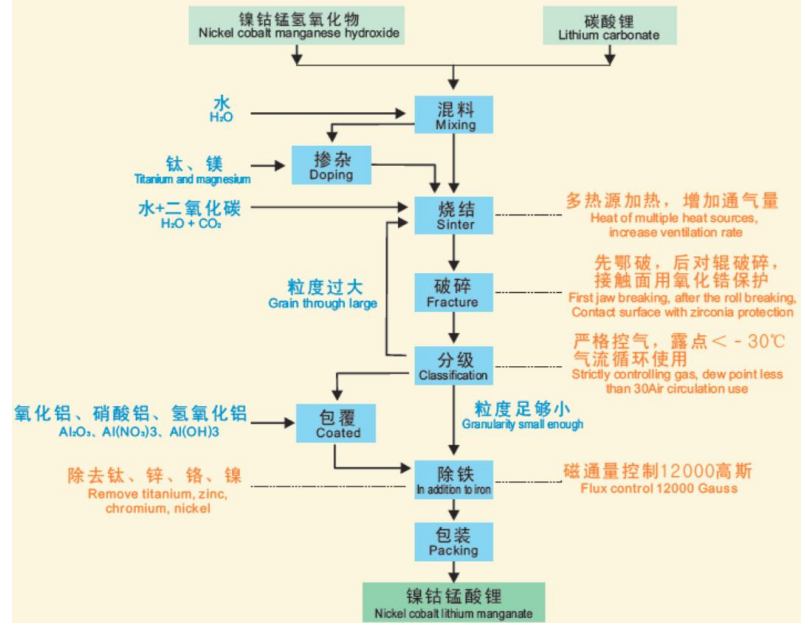 镍钴锰氢氧化物
Nickel cobalt manganese hydroxide
碳酸锂
Lithium carbonate
水
H₂O
混料
Mixing
钛、镁
Titanium and magnesium
掺杂
Doping
水+二氧化碳
H₂O + CO₂
烧结
Sinter
多热源加热，增加通气量
Heat of multiple heat sources,
increase ventilation rate
粒度过大
Grain through large
破碎
Fracture
先鄂破，后对辊破碎，
接触面用氧化锆保护
First jaw breaking, after the roll breaking,
Contact surface with zirconia protection
分级
Classification
严格控气，露点＜－30℃
气流循环使用
Strictly controlling gas, dew point less
than 30Air circulation use
氧化铝、硝酸铝、氢氧化铝
Al₂O₃、Al(NO₃)3、Al(OH)3
包覆
Coated
粒度足够小
Granularity small enough
除去钛、锌、铬、镍
Remove titanium, zinc,
chromium, nickel
除铁
In addition to iron
磁通量控制12000高斯
Flux control 12000 Gauss
包装
Packing
镍钴锰酸锂
Nickel cobalt lithium manganate